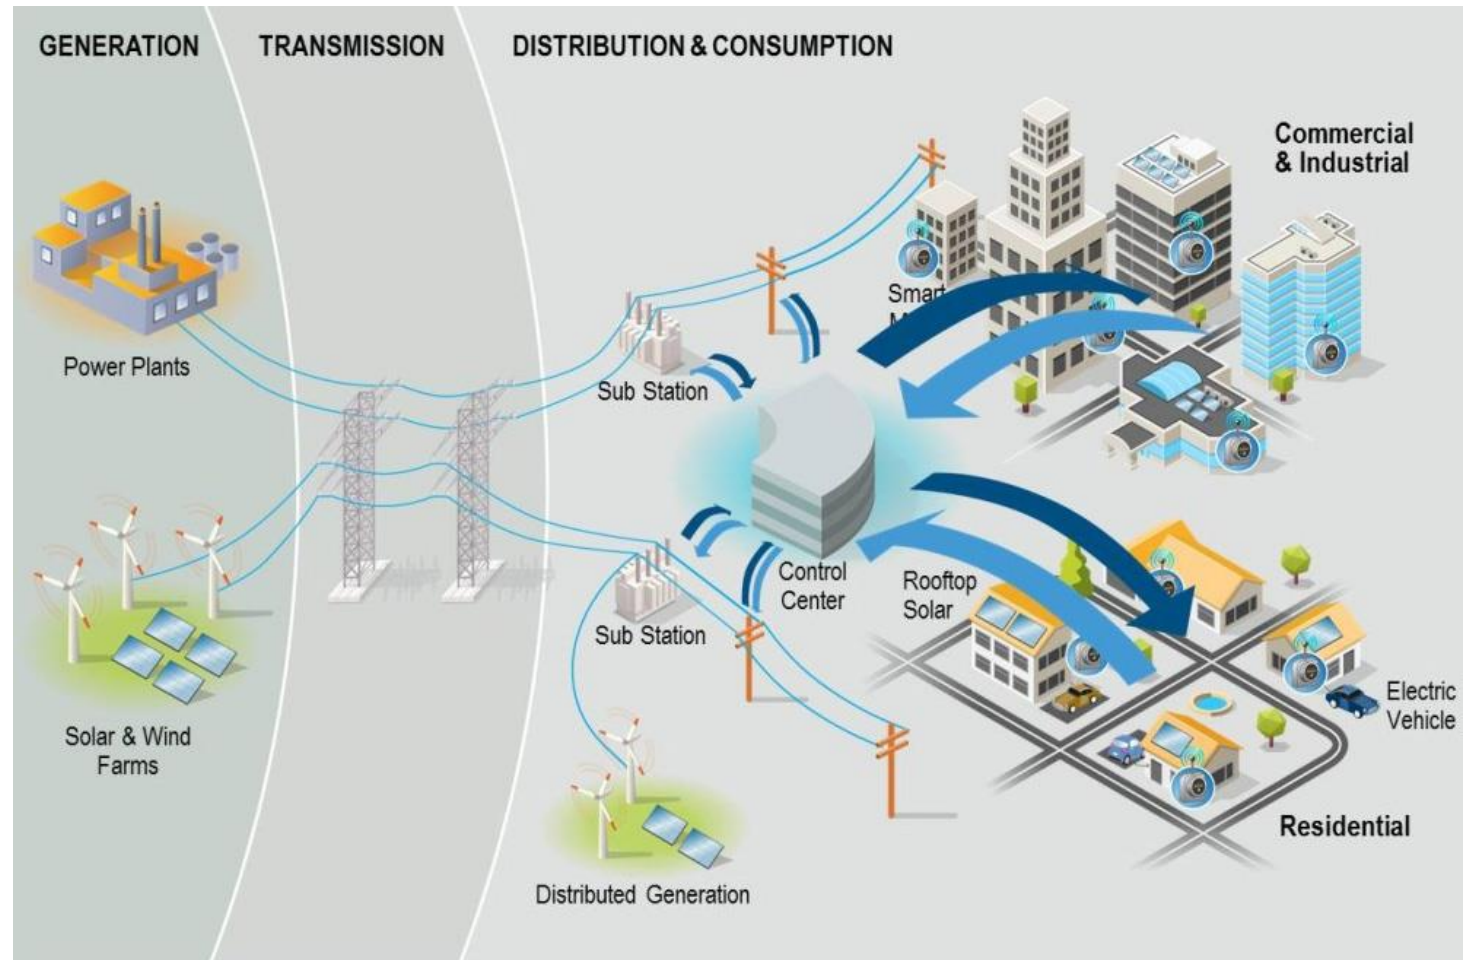 GENERATION
TRANSMISSION
DISTRIBUTION & CONSUMPTION
Commercial
& Industrial
Smart
Power Plants
Sub Station
Control
Center
Rooftop
Solar
Sub Station
Electric
Vehicle
Solar & Wind
Farms
Residential
Distributed Generation